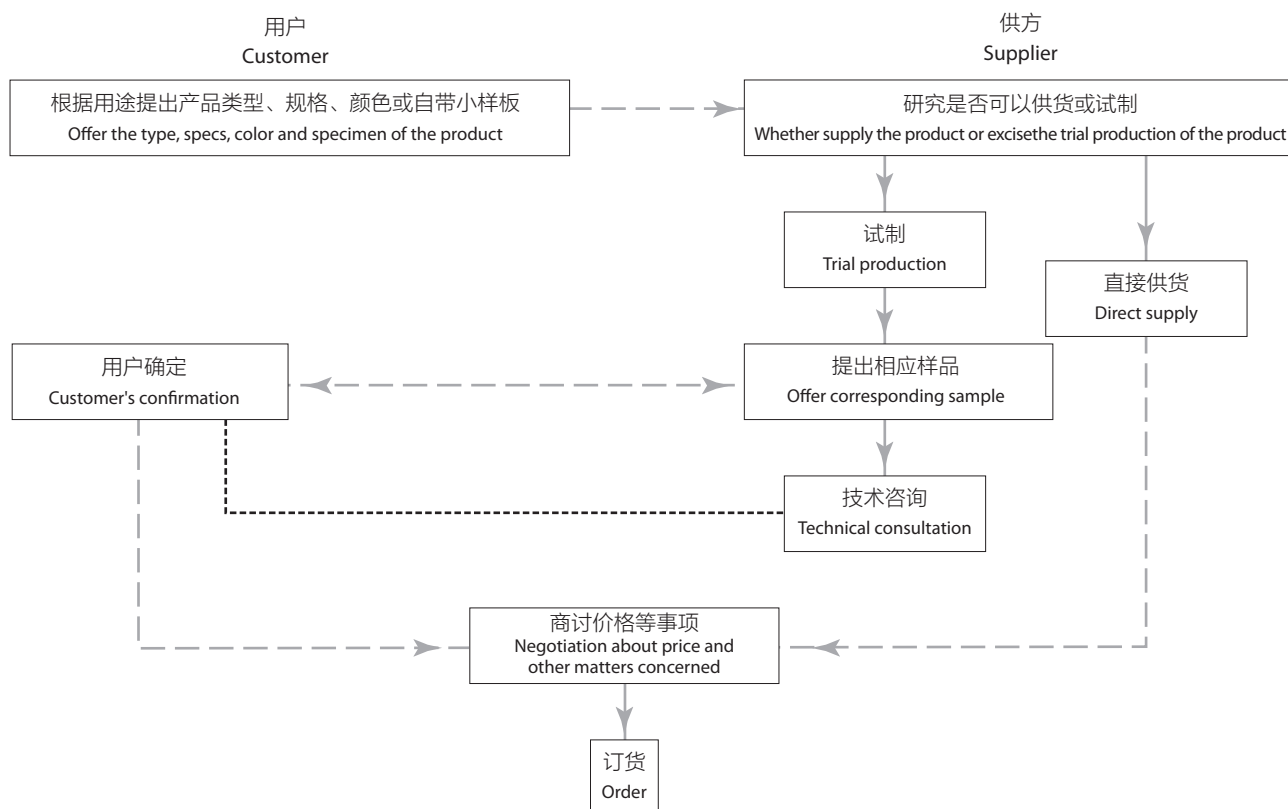 用户
Customer
供方
Supplier
根据用途提出产品类型、规格、颜色或自带小样板
Offer the type, specs, color and specimen of the product
研究是否可以供货或试制
Whether supply the product or excisethe trial production of the product
试制
Trial production
直接供货
Direct supply
用户确定
Customer's confirmation
提出相应样品
Offer corresponding sample
技术咨询
Technical consultation
商讨价格等事项
Negotiation about price and
other matters concerned
订货
Order